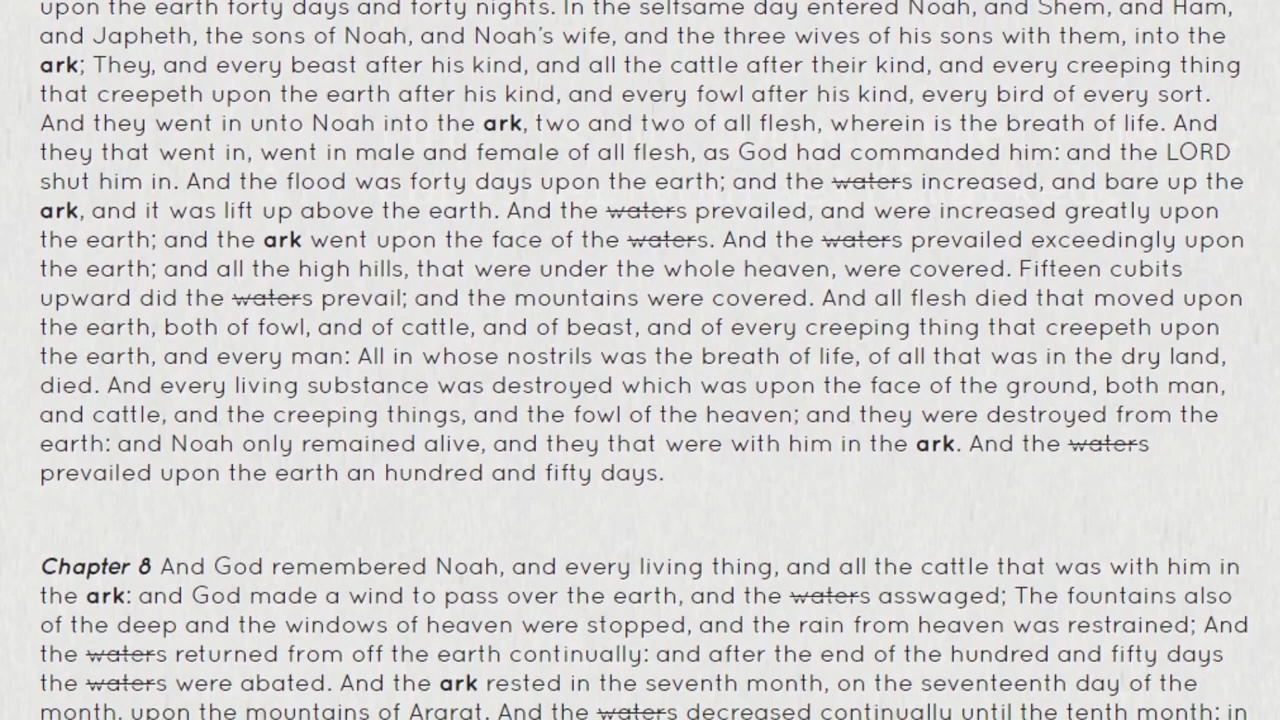 upon the earth forty days and forty nights. In the selfsame day entered Noah, and Shem, and Ham,
and Japheth, the sons of Noah, and Noah's wife, and the three wives of his sons with them, into the
ark; They, and every beast after his kind, and all the cattle after their kind, and every creeping thing
that creepeth upon the earth after his kind, and every fowl after his kind, every bird of every sort.
And they went in unto Noah into the ark, two and two of all flesh, wherein is the breath of life. And
they that went in, went in male and female of all flesh, as God had commanded him: and the LORD
shut him in. And the flood was forty days upon the earth; and the waters increased, and bare up the
ark, and it was lift up above the earth. And the waters prevailed, and were increased greatly upon
the earth; and the ark went upon the face of the waters. And the waters prevailed exceedingly upon
the earth; and all the high hills, that were under the whole heaven, were covered. Fifteen cubits
upward did the waters prevail; and the mountains were covered. And all flesh died that moved upon
the earth, both of fowl, and of cattle, and of beast, and of every creeping thing that creepeth upon
the earth, and every man: All in whose nostrils was the breath of life, of all that was in the dry land,
died. And every living substance was destroyed which was upon the face of the ground, both man,
and cattle, and the creeping things, and the fowl of the heaven; and they were destroyed from the
earth: and Noah only remained alive, and they that were with him in the ark. And the waters
prevailed upon the earth an hundred and fifty days.
Chapter 8 And God remembered Noah, and every living thing, and all the cattle that was with him in
the ark: and God made a wind to pass over the earth, and the waters asswaged; The fountains also
of the deep and the windows of heaven were stopped, and the rain from heaven was restrained; And
the waters returned from off the earth continually: and after the end of the hundred and fifty days
the waters were abated. And the ark rested in the seventh month, on the seventeenth day of the
month, upon the mountains of Ararat. And the waters decreased continually until the tenth month: in